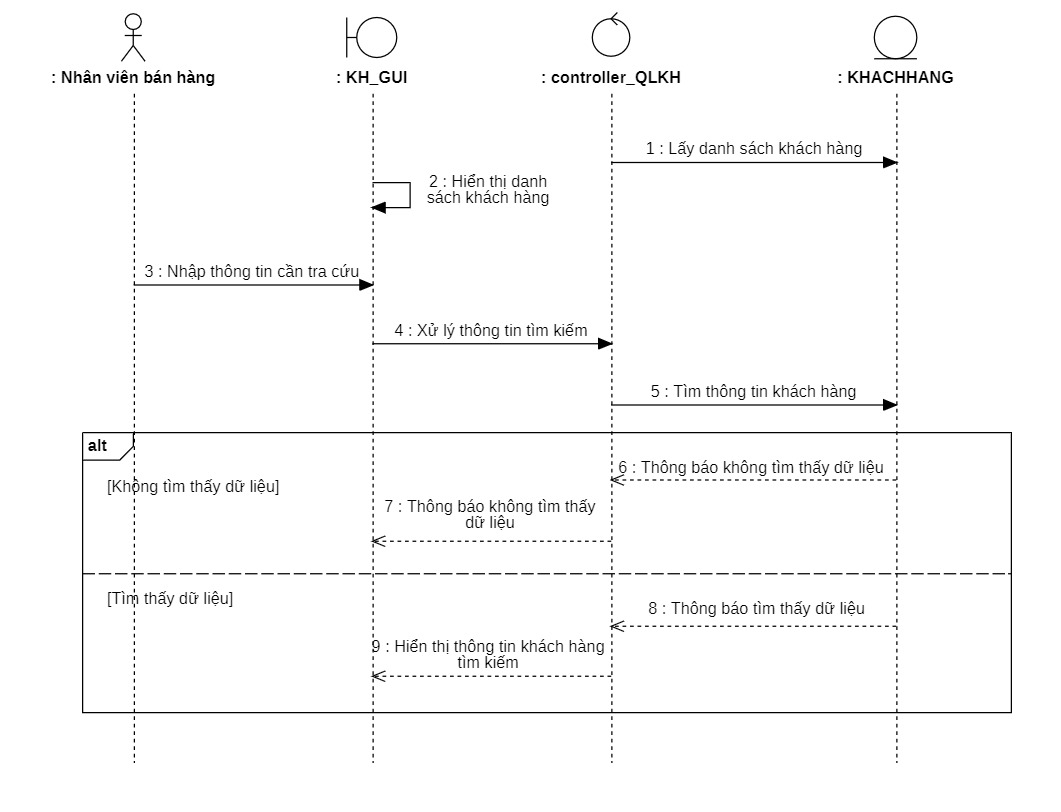 : Nhân viên bán hàng
: KH_GUI
: controller_QLKH
: KHACHHANG
1 : Lấy danh sách khách hàng
2 : Hiển thị danh
sách khách hàng
3 : Nhập thông tin cần tra cứu
4 : Xử lý thông tin tìm kiếm
5 : Tìm thông tin khách hàng
alt
6 : Thông báo không tìm thấy dữ liệu
[Không tìm thấy dữ liệu]
7 : Thông báo không tìm thấy
dữ liệu
[Tìm thấy dữ liệu]
8 : Thông báo tìm thấy dữ liệu
9 : Hiển thị thông tin khách hàng
tìm kiếm